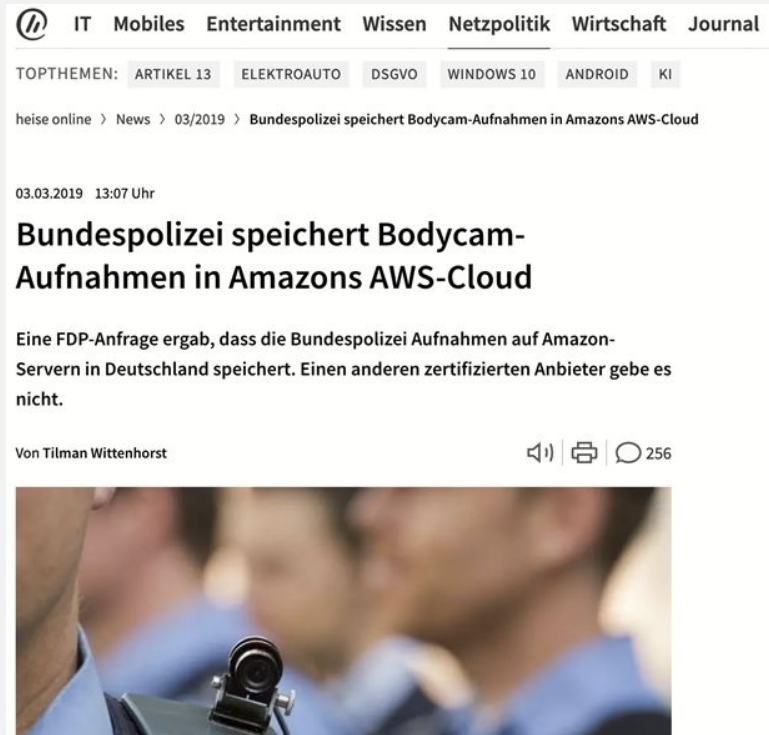 IT Mobiles Entertainment Wissen Netzpolitik Wirtschaft Journal
TOPTHEMEN: ARTIKEL 13 ELEKTROAUTO DSGVO WINDOWS 10 ANDROID KI
heise online > News > 03/2019 > Bundespolizei speichert Bodycam-Aufnahmen in Amazons AWS-Cloud
03.03.2019 13:07 Uhr
Bundespolizei speichert Bodycam-
Aufnahmen in Amazons AWS-Cloud
Eine FDP-Anfrage ergab, dass die Bundespolizei Aufnahmen auf Amazon-
Servern in Deutschland speichert. Einen anderen zertifizierten Anbieter gebe es
nicht.
Von Tilman Wittenhorst 256